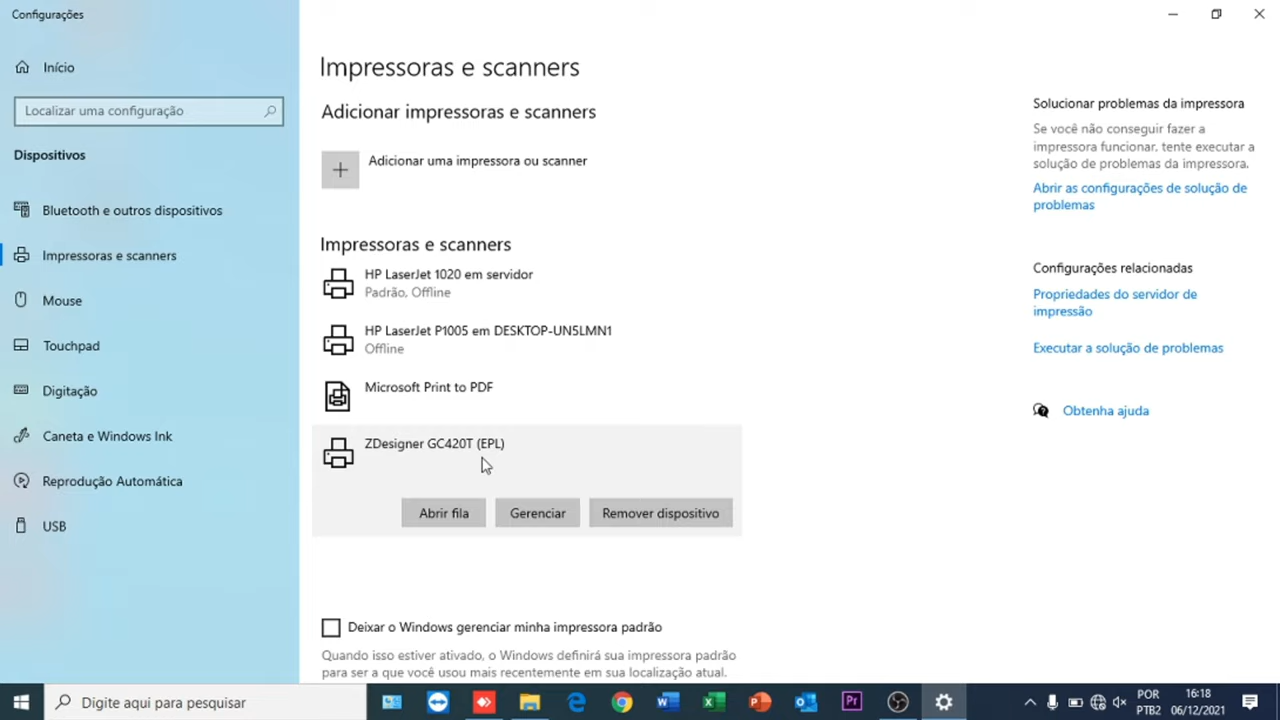 Configurações
Início
Localizar uma configuração
Dispositivos
Bluetooth e outros dispositivos
Impressoras e scanners
Mouse
Touchpad
Digitação
Caneta e Windows Ink
Reprodução Automática
USB
Impressoras e scanners
Adicionar impressoras e scanners
Adicionar uma impressora ou scanner
Impressoras e scanners
HP LaserJet 1020 em servidor
Padrão, Offline
HP LaserJet P1005 em DESKTOP-UN5LMN1
Offline
Microsoft Print to PDF
ZDesigner GC420T (EPL)
Abrir fila
Gerenciar
Remover dispositivo
Deixar o Windows gerenciar minha impressora padrão
Quando isso estiver ativado, o Windows definirá sua impressora padrão
para ser a que você usou mais recentemente em sua localização atual.
Solucionar problemas da impressora
Se você não conseguir fazer a
impressora funcionar, tente executar a
solução de problemas da impressora.
Abrir as configurações de solução de
problemas
Configurações relacionadas
Propriedades do servidor de
impressão
Executar a solução de problemas
Obtenha ajuda
Digite aqui para pesquisar
Pr
POR
PTB2
16:18
06/12/2021